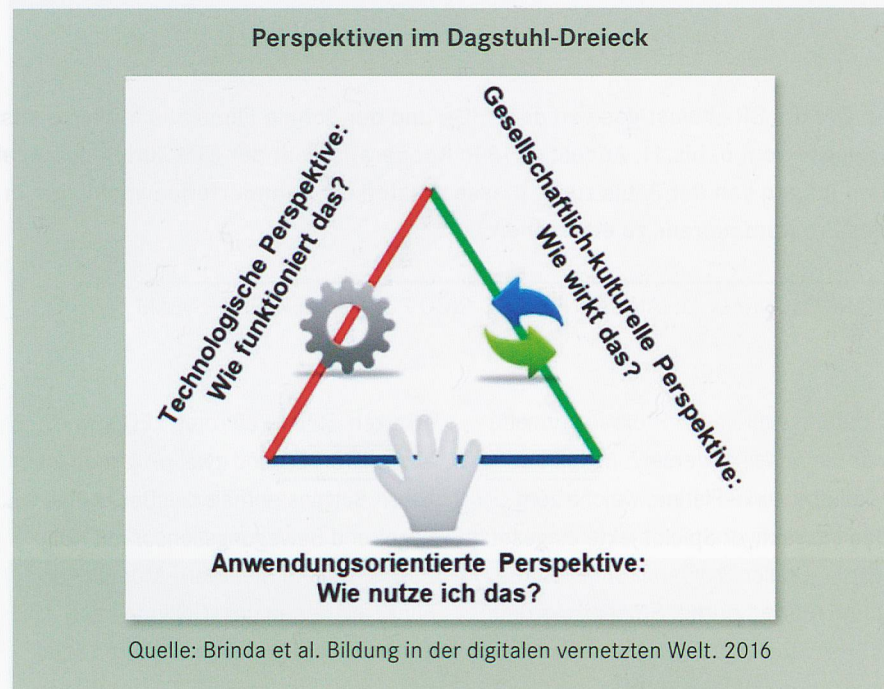 Perspektiven im Dagstuhl-Dreieck
Technologische Perspektive:
Wie funktioniert das?
Gesellschaftlich-kulturelle Perspektive:
Wie wirkt das?
Anwendungsorientierte Perspektive:
Wie nutze ich das?
Quelle: Brinda et al. Bildung in der digitalen vernetzten Welt. 2016